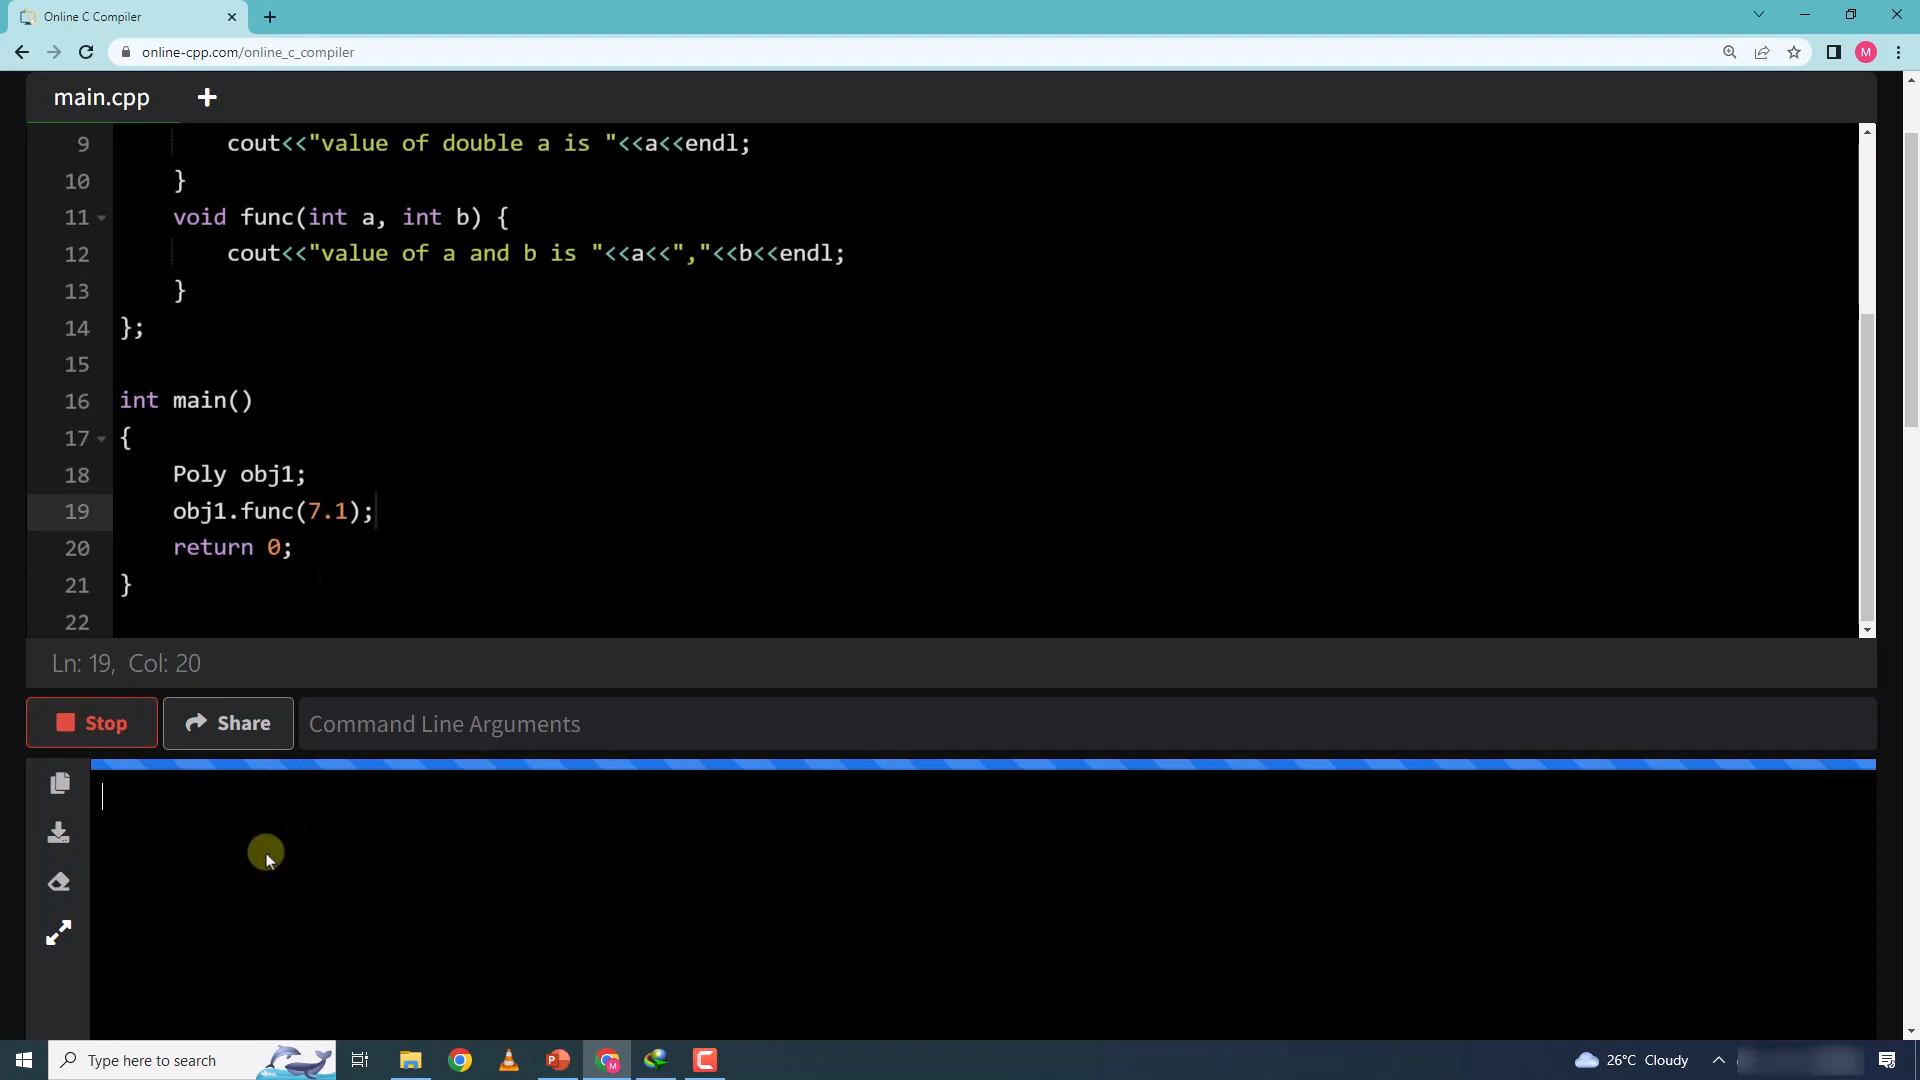 Online C Compiler
online-cpp.com/online_c_compiler
M
main.cpp
9 cout<<"value of double a is "<<a<<endl;
10 }
11 void func(int a, int b) {
12 cout<<"value of a and b is "<<a<<","<<b<<endl;
13 }
14 };
15
16 int main()
17 {
18 Poly obj1;
19 obj1.func(7.1);
20 return 0;
21 }
22
Ln: 19, Col: 20
Stop Share Command Line Arguments
Type here to search 26°C Cloudy